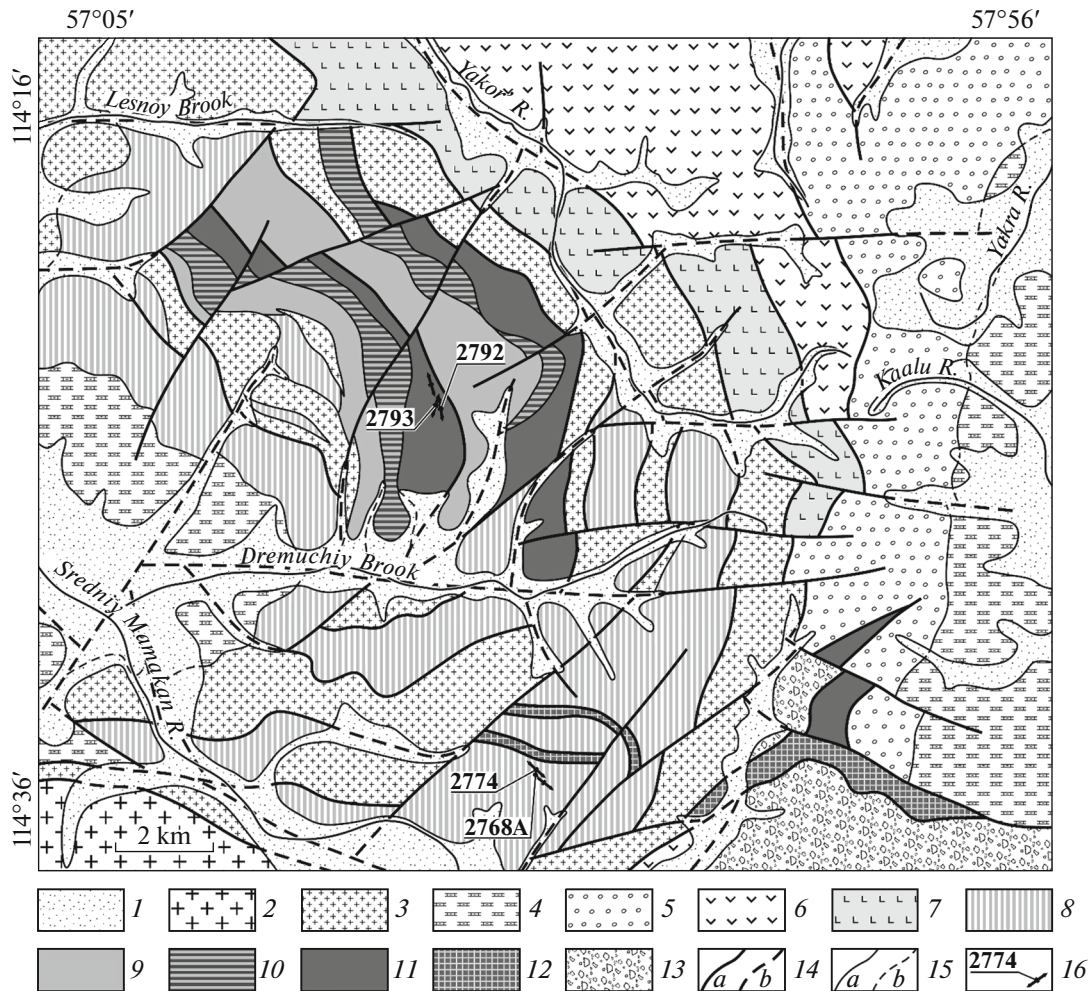 57°05′ 57°56′
114°16′
Lesnoy Brook
Yakor' R.
Yakra R.
Kaalu R.
2792
2793
Dremuchiy Brook
Sredniy Mamakan R.
2774
2768A
114°36′
2 km
1 2 3 4 5 6 7 8
9 10 11 12 13 a b 14 a b 15 2774 16